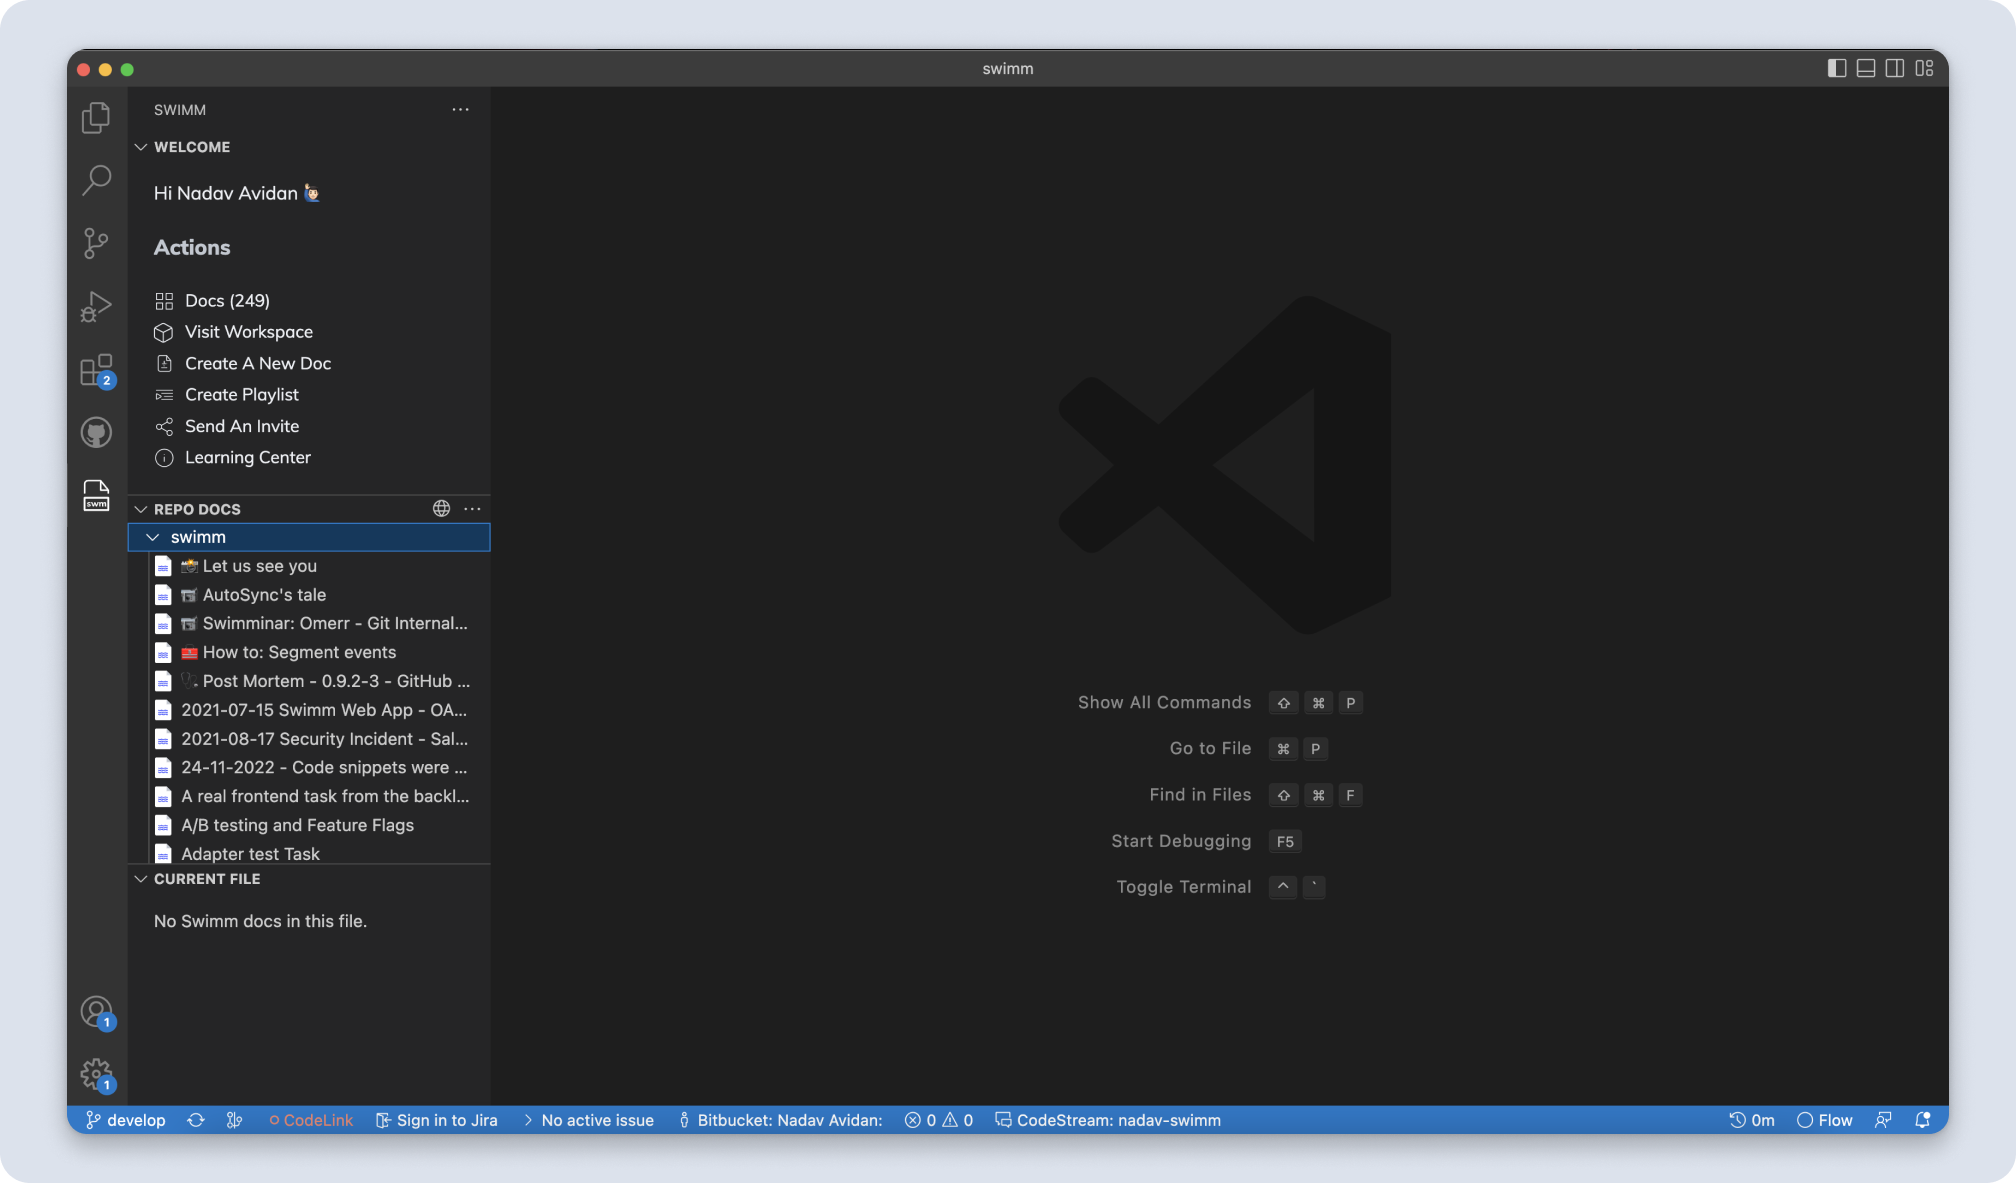 swimm
SWIMM
WELCOME
Hi Nadav Avidan 🙋🏻‍♂️
Actions
Docs (249)
Visit Workspace
Create A New Doc
Create Playlist
Send An Invite
Learning Center
2
swm
REPO DOCS
swimm
📸 Let us see you
🔫 AutoSync's tale
🔫 Swimminar: Omerr - Git Internal...
🧰 How to: Segment events
🩺 Post Mortem - 0.9.2-3 - GitHub ...
2021-07-15 Swimm Web App - OA...
2021-08-17 Security Incident - Sal...
24-11-2022 - Code snippets were ...
A real frontend task from the backl...
A/B testing and Feature Flags
Adapter test Task
CURRENT FILE
No Swimm docs in this file.
1
1
Show All Commands ⇧ ⌘ P
Go to File ⌘ P
Find in Files ⇧ ⌘ F
Start Debugging F5
Toggle Terminal ^ `
develop CodeLink Sign in to Jira > No active issue Bitbucket: Nadav Avidan: 0 0 CodeStream: nadav-swimm 0m Flow